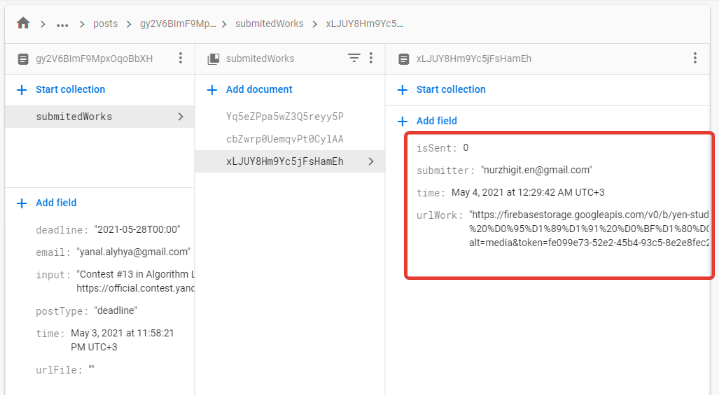 ... > posts > gy2V6BImF9Mp... > submitedWorks > xLJUY8Hm9Yc5...
gy2V6BImF9MpxOqoBbXH
Start collection
submitedWorks
Add field
deadline: "2021-05-28T00:00"
email: "yanal.alyhya@gmail.com"
input: "Contest #13 in Algorithm L
https://official.contest.yand
postType: "deadline"
time: May 3, 2021 at 11:58:21
PM UTC+3
urlFile: ""
submitedWorks
Add document
Yq5eZPpa5wZ3Q5reyy5P
cbZwrp0UemqvPt0CylAA
xLJUY8Hm9Yc5jFsHamEh
xLJUY8Hm9Yc5jFsHamEh
Start collection
Add field
isSent: 0
submitter: "nurzhigit.en@gmail.com"
time: May 4, 2021 at 12:29:42 AM UTC+3
urlWork: "https://firebasestorage.googleapis.com/v0/b/yen-stud
%20%D0%95%D1%89%D1%91%20%D0%BF%D1%80%D0
alt=media&token=fe099e73-52e2-45b4-93c5-8e2e8fec2